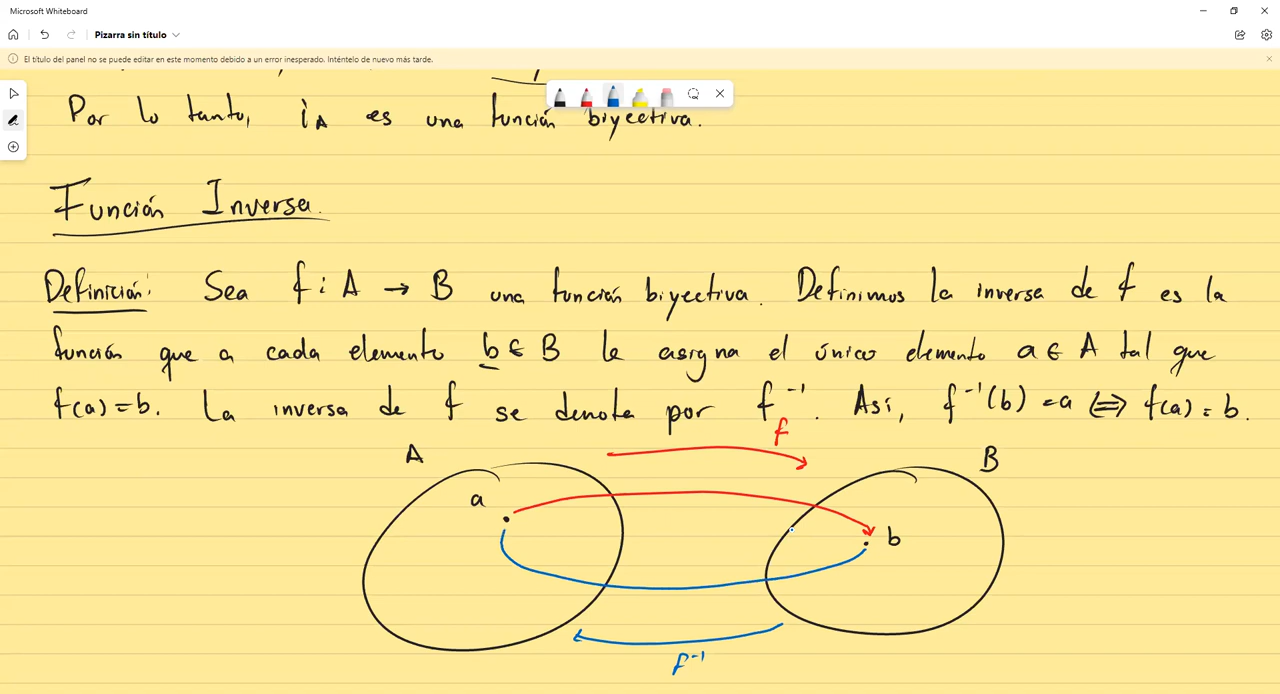 Microsoft Whiteboard
Pizarra sin título
El título del panel no se puede editar en este momento debido a un error inesperado. Inténtelo de nuevo más tarde.
Por lo tanto, i_A es una función biyectiva.
Función Inversa.
Definición: Sea f: A → B una función biyectiva. Definimos la inversa de f es la
función que a cada elemento b ∈ B le asigna el único elemento a ∈ A tal que
f(a) = b. La inversa de f se denota por f⁻¹. Así, f⁻¹(b) = a ⟺ f(a) = b.
f
A
B
a
b
f⁻¹